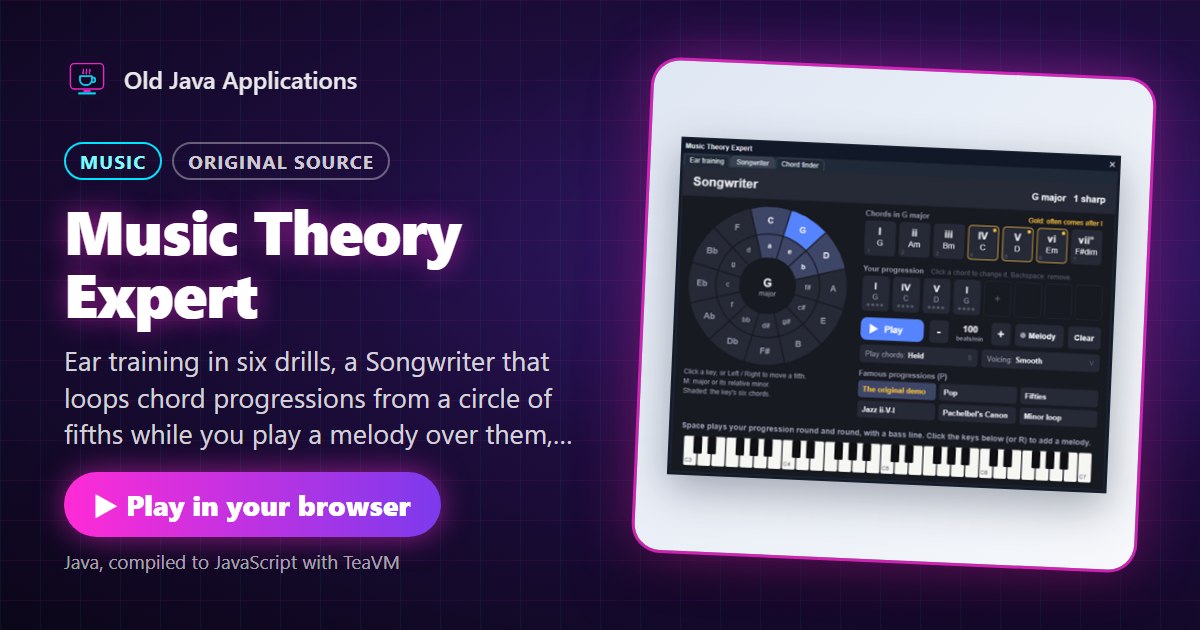 Old Java Applications
MUSIC
ORIGINAL SOURCE
Music Theory
Expert
Ear training in six drills, a Songwriter that
loops chord progressions from a circle of
fifths while you play a melody over them,...
▶ Play in your browser
Java, compiled to JavaScript with TeaVM
Music Theory Expert
Ear training Songwriter Chord finder
Songwriter
G major 1 sharp
C G D A E B F# Db Ab Eb Bb F
a e b f# c# g# d# bb f c g d
G
major
Click a key, or Left / Right to move a fifth.
M: major or its relative minor.
Shaded: the key's six chords.
Chords in G major
Gold: often comes after I
I ii iii IV V vi vii°
G Am Bm C D Em F#dim
Your progression Click a chord to change it. Backspace: remove.
I IV V I +
G C D G
Play - 100 + Melody Clear
beats/min
Play chords: Held
Voicing: Smooth
Famous progressions (P)
The original demo Pop Fifties
Jazz ii-V-I Pachelbel's Canon Minor loop
Space plays your progression round and round, with a bass line. Click the keys below (or R) to add a melody.
C3 C4 C5 C6 C7